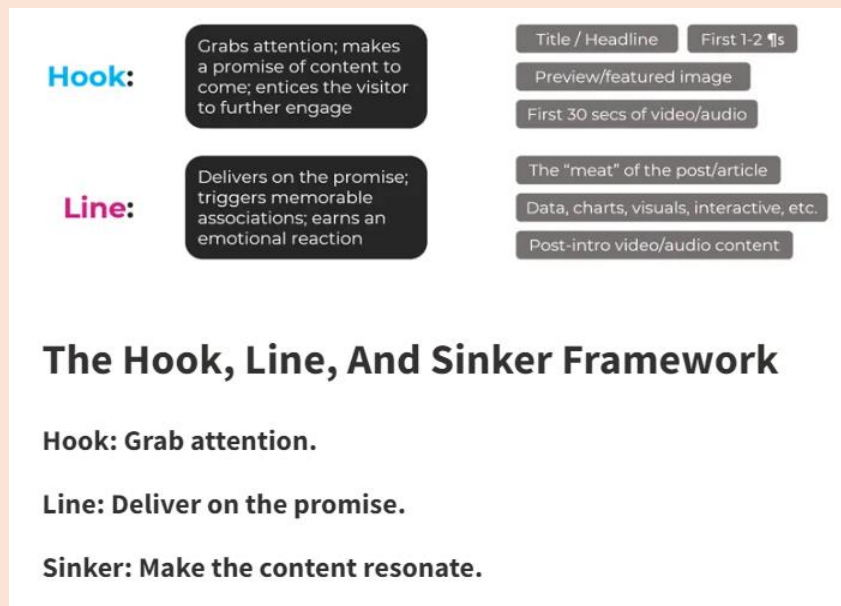 Hook:
Grabs attention; makes
a promise of content to
come; entices the visitor
to further engage
Title / Headline
First 1-2 ¶s
Preview/featured image
First 30 secs of video/audio
Line:
Delivers on the promise;
triggers memorable
associations; earns an
emotional reaction
The “meat” of the post/article
Data, charts, visuals, interactive, etc.
Post-intro video/audio content
The Hook, Line, And Sinker Framework
Hook: Grab attention.
Line: Deliver on the promise.
Sinker: Make the content resonate.